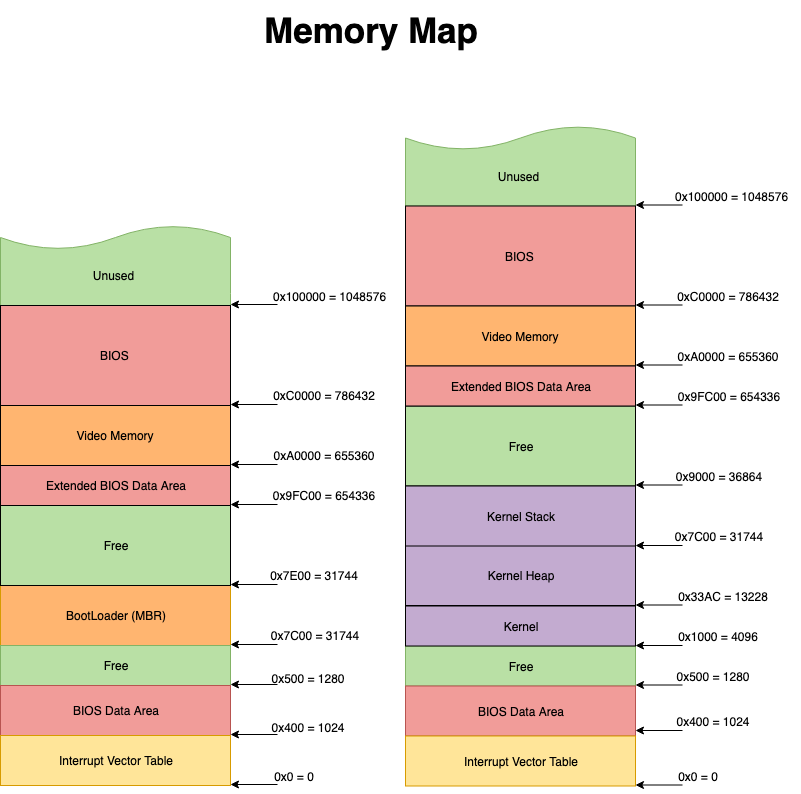 Memory Map
Unused
0x100000 = 1048576
BIOS
0xC0000 = 786432
Video Memory
0xA0000 = 655360
Extended BIOS Data Area
0x9FC00 = 654336
Free
0x7E00 = 31744
BootLoader (MBR)
0x7C00 = 31744
Free
0x500 = 1280
BIOS Data Area
0x400 = 1024
Interrupt Vector Table
0x0 = 0
Unused
0x100000 = 1048576
BIOS
0xC0000 = 786432
Video Memory
0xA0000 = 655360
Extended BIOS Data Area
0x9FC00 = 654336
Free
0x9000 = 36864
Kernel Stack
0x7C00 = 31744
Kernel Heap
0x33AC = 13228
Kernel
0x1000 = 4096
Free
0x500 = 1280
BIOS Data Area
0x400 = 1024
Interrupt Vector Table
0x0 = 0